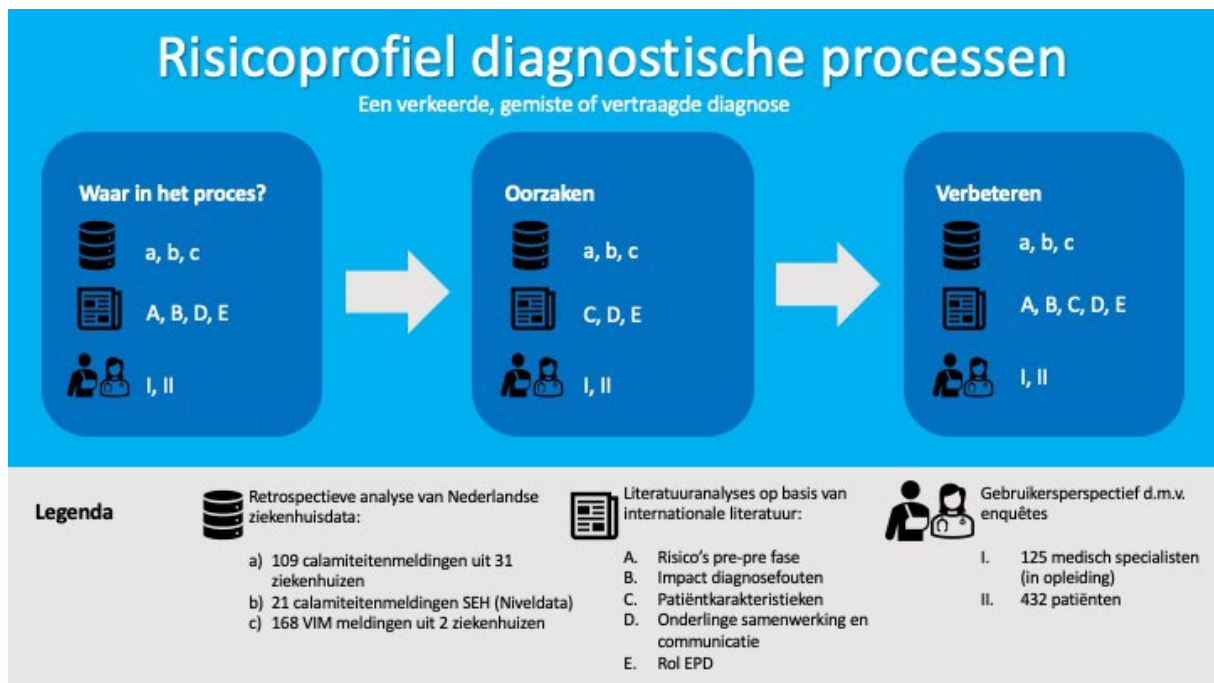 Risicoprofiel diagnostische processen
Een verkeerde, gemiste of vertraagde diagnose
Waar in het proces?
a, b, c
A, B, D, E
I, II
Oorzaken
a, b, c
C, D, E
I, II
Verbeteren
a, b, c
A, B, C, D, E
I, II
Legenda
Retrospectieve analyse van Nederlandse
ziekenhuisdata:
a) 109 calamiteitenmeldingen uit 31
ziekenhuizen
b) 21 calamiteitenmeldingen SEH (Niveldata)
c) 168 VIM meldingen uit 2 ziekenhuizen
Literatuuranalyses op basis van
internationale literatuur:
A. Risico's pre-pre fase
B. Impact diagnosefouten
C. Patiëntkarakteristieken
D. Onderlinge samenwerking en
communicatie
E. Rol EPD
Gebruikersperspectief d.m.v.
enquêtes
I. 125 medisch specialisten
(in opleiding)
II. 432 patiënten